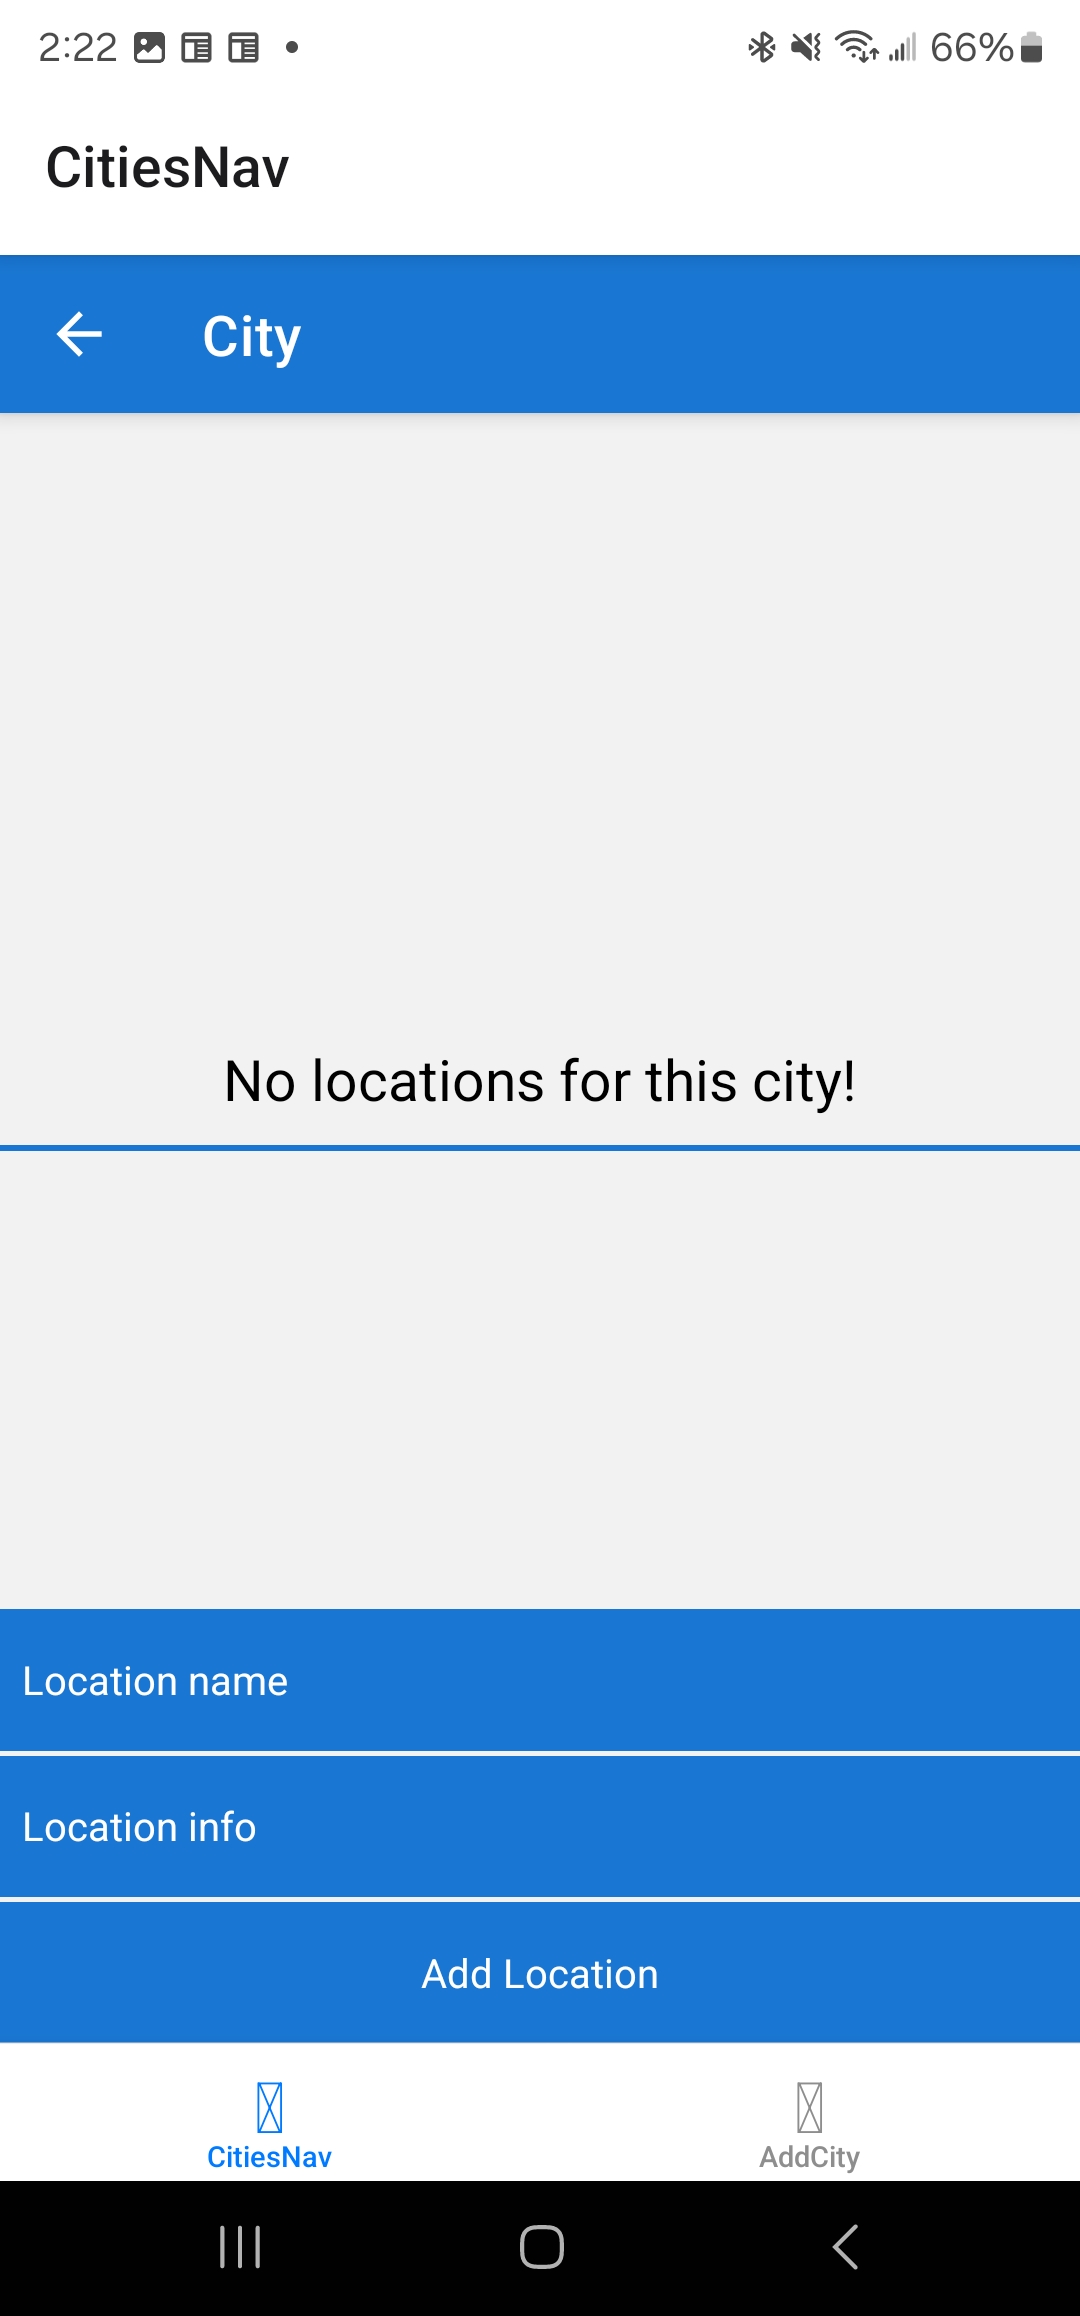 2:22 66%
CitiesNav
City
No locations for this city!
Location name
Location info
Add Location
CitiesNav AddCity